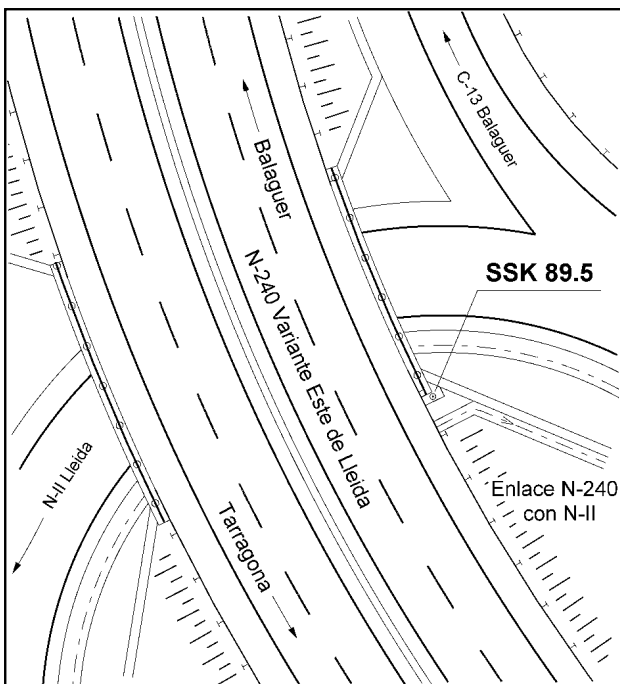 C-13 Balaguer
Balaguer
SSK 89.5
N-240 Variante Este de Lleida
N-II Lleida
Enlace N-240
con N-II
Tarragona